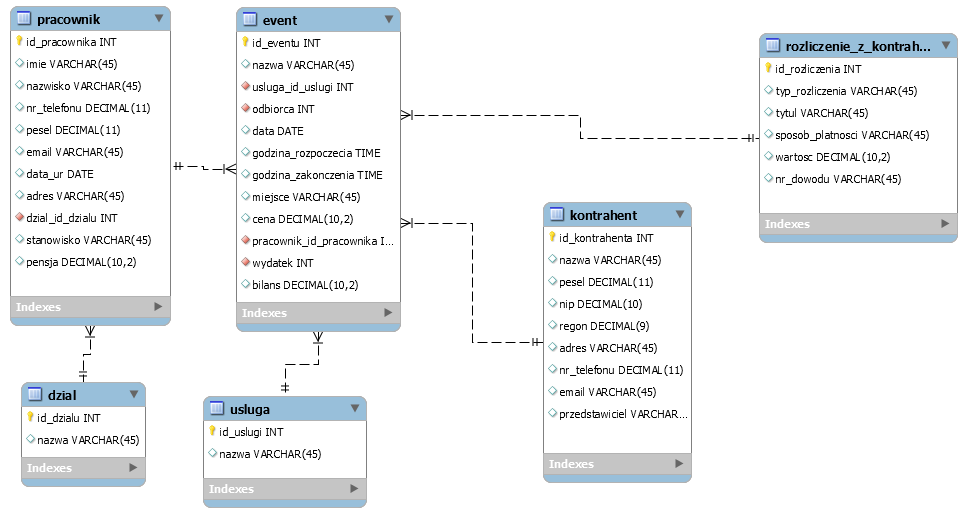 pracownik
id_pracownika INT
imie VARCHAR(45)
nazwisko VARCHAR(45)
nr_telefonu DECIMAL(11)
pesel DECIMAL(11)
email VARCHAR(45)
data_ur DATE
adres VARCHAR(45)
dzial_id_dzialu INT
stanowisko VARCHAR(45)
pensja DECIMAL(10,2)
Indexes
event
id_eventu INT
nazwa VARCHAR(45)
usluga_id_uslugi INT
odbiorca INT
data DATE
godzina_rozpoczecia TIME
godzina_zakonczenia TIME
miejsce VARCHAR(45)
cena DECIMAL(10,2)
pracownik_id_pracownika I...
wydatek INT
bilans DECIMAL(10,2)
Indexes
rozliczenie_z_kontrah...
id_rozliczenia INT
typ_rozliczenia VARCHAR(45)
tytul VARCHAR(45)
sposob_platnosci VARCHAR(45)
wartosc DECIMAL(10,2)
nr_dowodu VARCHAR(45)
Indexes
kontrahent
id_kontrahenta INT
nazwa VARCHAR(45)
pesel DECIMAL(11)
nip DECIMAL(10)
regon DECIMAL(9)
adres VARCHAR(45)
nr_telefonu DECIMAL(11)
email VARCHAR(45)
przedstawiciel VARCHAR...
Indexes
dzial
id_dzialu INT
nazwa VARCHAR(45)
Indexes
usluga
id_uslugi INT
nazwa VARCHAR(45)
Indexes